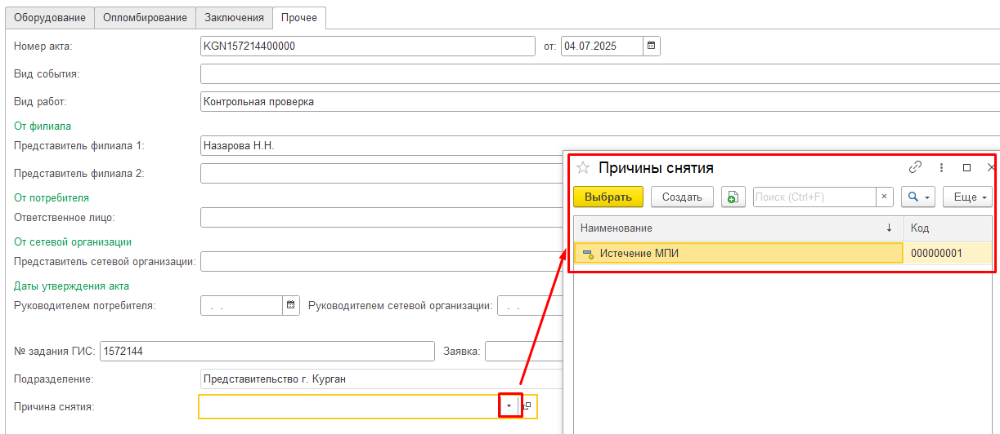 Оборудование Опломбирование Заключения Прочее
Номер акта: KGN157214400000 от: 04.07.2025
Вид события:
Вид работ: Контрольная проверка
От филиала
Представитель филиала 1: Назарова Н.Н.
Представитель филиала 2:
От потребителя
Ответственное лицо:
От сетевой организации
Представитель сетевой организации:
Даты утверждения акта
Руководителем потребителя: . . Руководителем сетевой организации: . .
№ задания ГИС: 1572144 Заявка:
Подразделение: Представительство г. Курган
Причина снятия:
Причины снятия
Выбрать Создать Поиск (Ctrl+F) × Еще
Наименование ↓ Код
Истечение МПИ 000000001